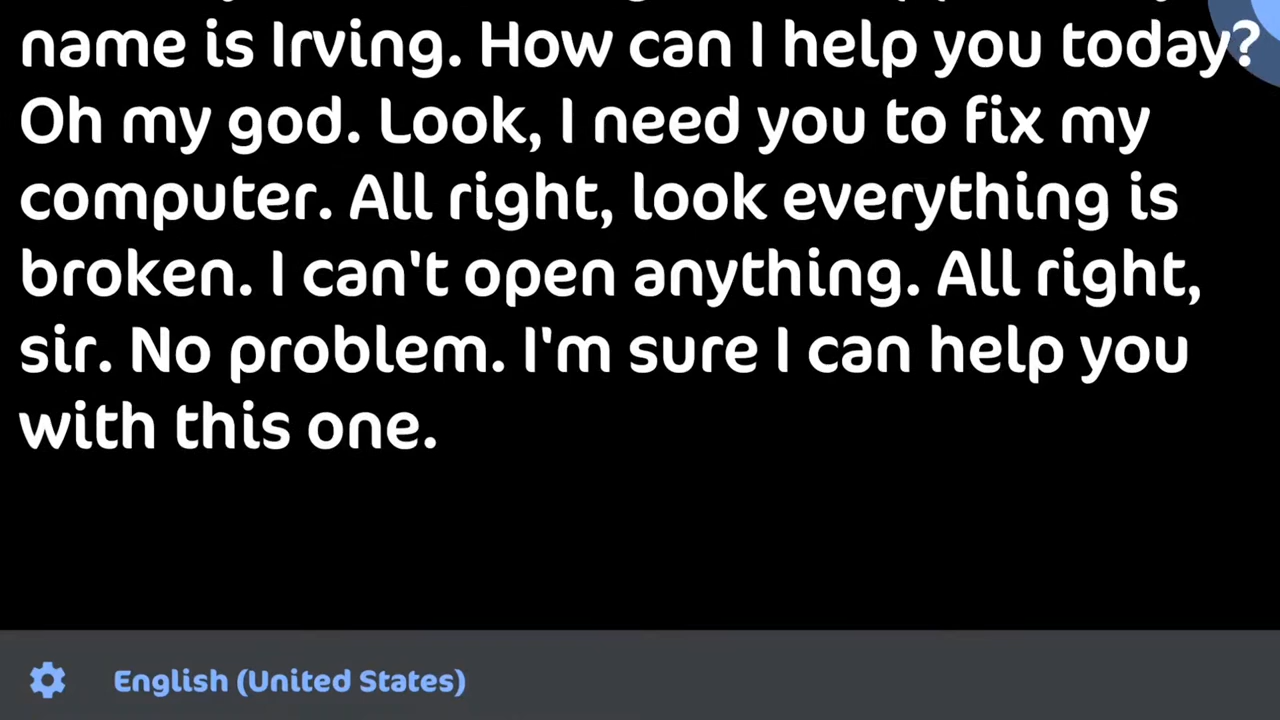 name is Irving. How can I help you today?
Oh my god. Look, I need you to fix my
computer. All right, look everything is
broken. I can't open anything. All right,
sir. No problem. I'm sure I can help you
with this one.
English (United States)